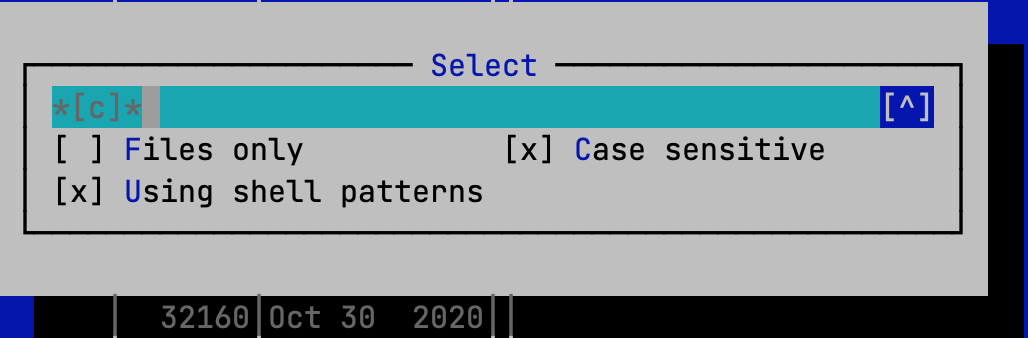 Select
*[c]* [^]
[ ] Files only [x] Case sensitive
[x] Using shell patterns
32160 Oct 30 2020